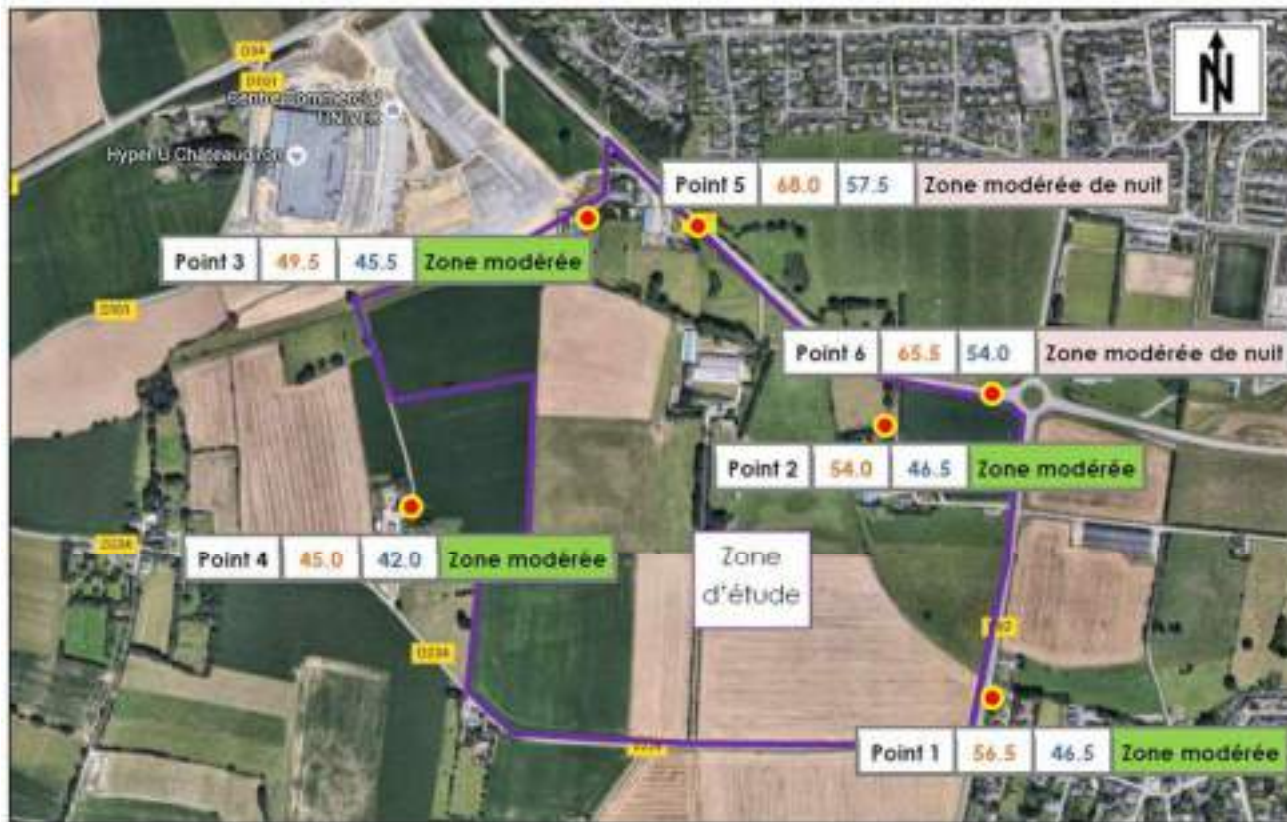 D34
D101
Centre Commercial
UNIVER
Hyper U Châteaugiron
N
Point 5 68.0 57.5 Zone modérée de nuit
Point 3 49.5 45.5 Zone modérée
D101
Point 6 65.5 54.0 Zone modérée de nuit
Point 2 54.0 46.5 Zone modérée
D234
Point 4 45.0 42.0 Zone modérée
Zone
d'étude
D234
Point 1 56.5 46.5 Zone modérée